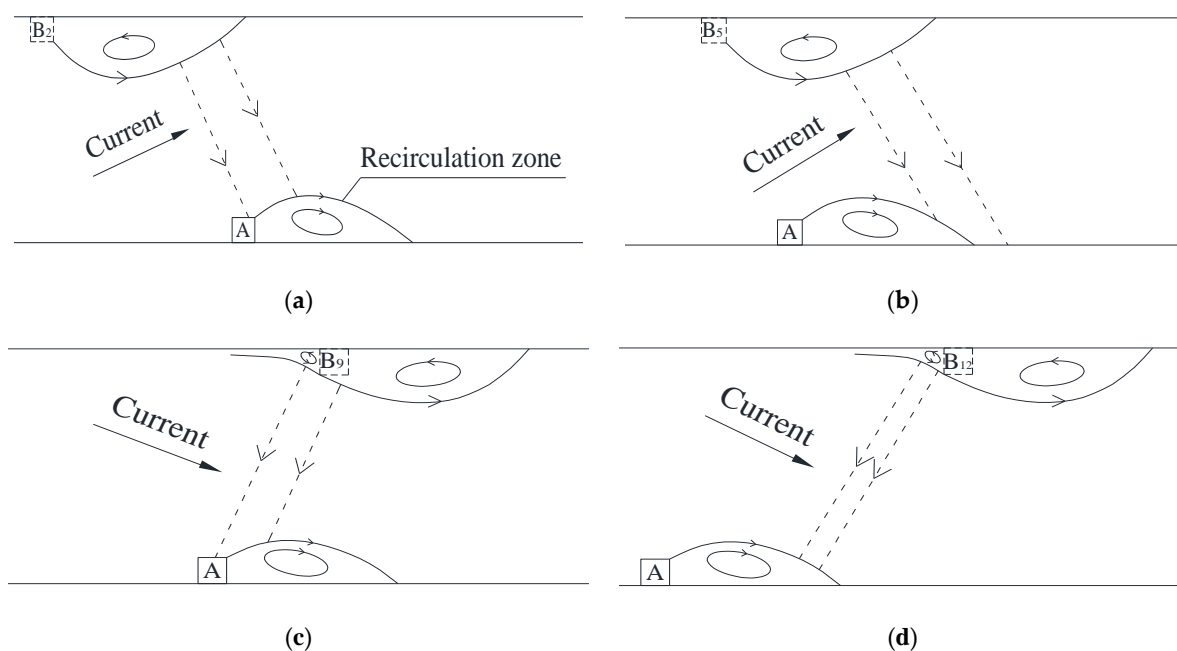 B₂
Current
Recirculation zone
A
(a)
B₅
Current
A
(b)
B₉
Current
A
(c)
B₁₂
Current
A
(d)